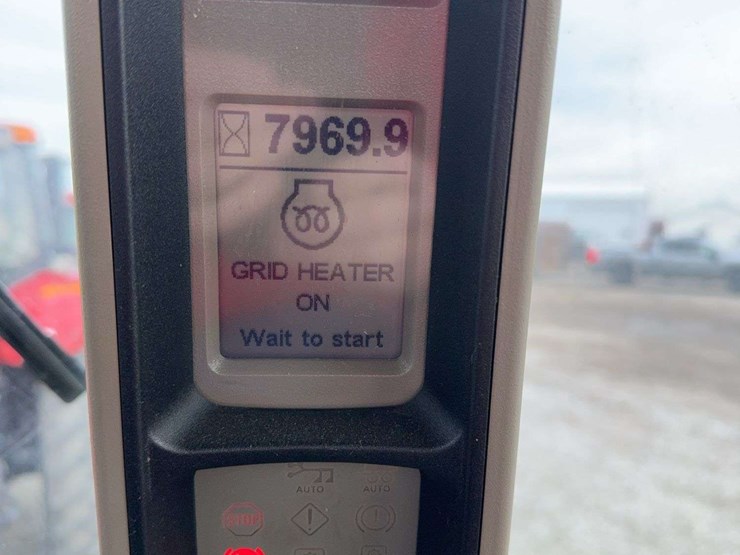 7969.9
GRID HEATER
ON
Wait to start
AUTO
AUTO
STOP